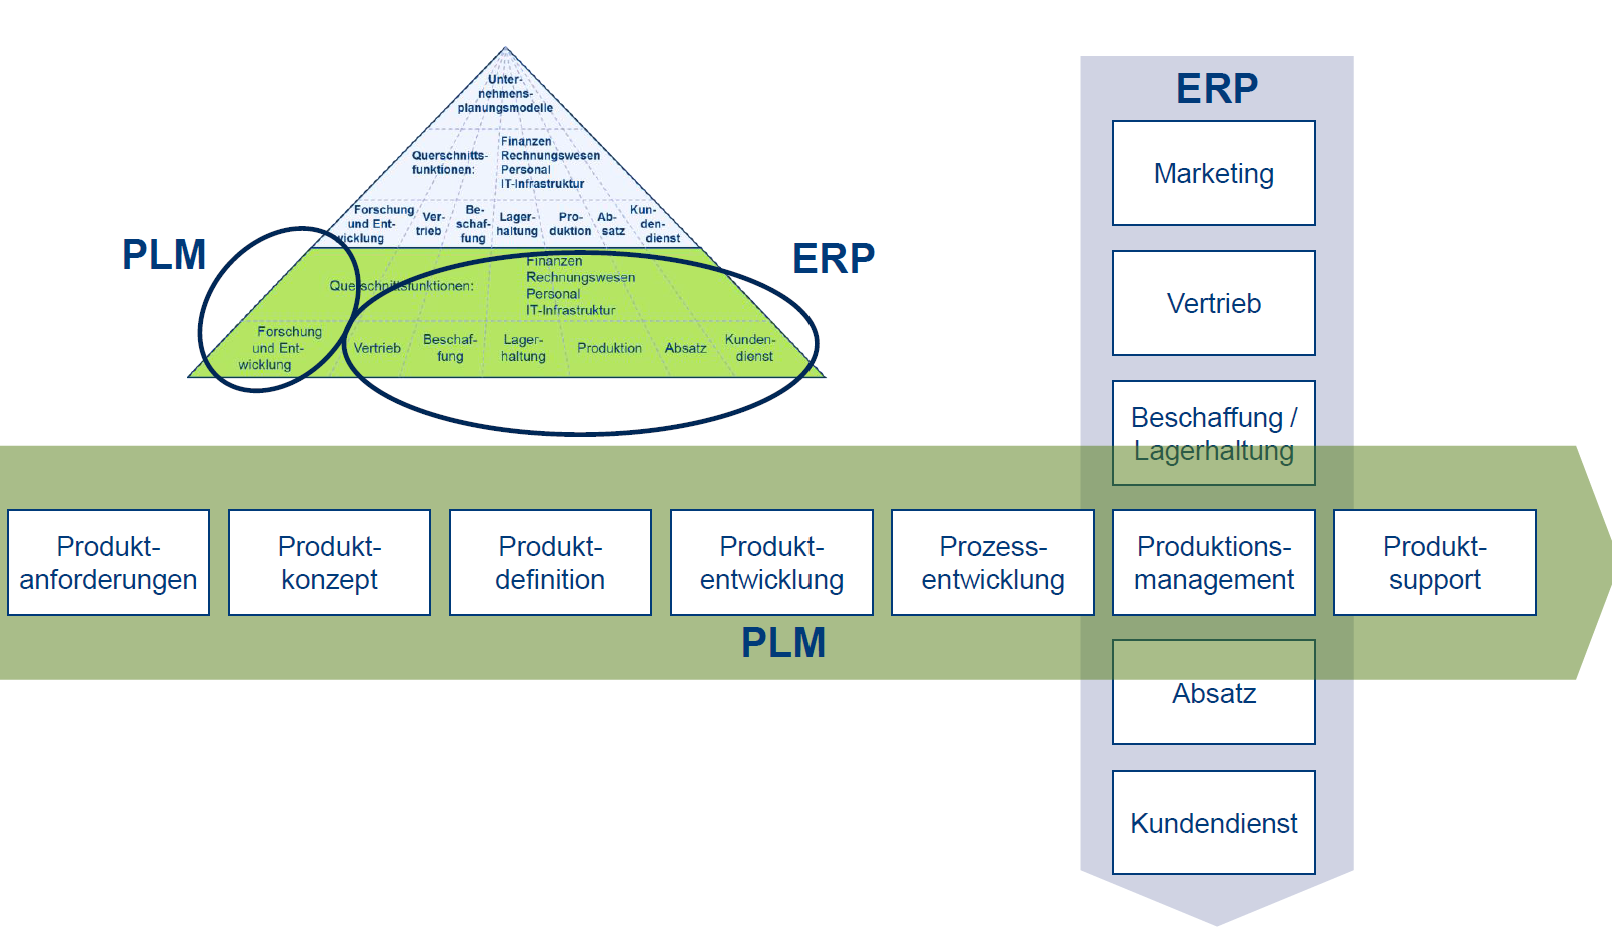 Unter-
nehmens-
planungsmodelle
Querschnitts-
funktionen:
Finanzen
Rechnungswesen
Personal
IT-Infrastruktur
Forschung
und Ent-
wicklung
Ver-
trieb
Be-
schaf-
fung
Lager-
haltung
Pro-
duktion
Ab-
satz
Kun-
den-
dienst
PLM
ERP
Querschnittsfunktionen:
Finanzen
Rechnungswesen
Personal
IT-Infrastruktur
Forschung
und Ent-
wicklung
Vertrieb
Beschaf-
fung
Lager-
haltung
Produktion
Absatz
Kunden-
dienst
ERP
Marketing
Vertrieb
Beschaffung /
Lagerhaltung
Produkt-
anforderungen
Produkt-
konzept
Produkt-
definition
Produkt-
entwicklung
Prozess-
entwicklung
Produktions-
management
Produkt-
support
PLM
Absatz
Kundendienst